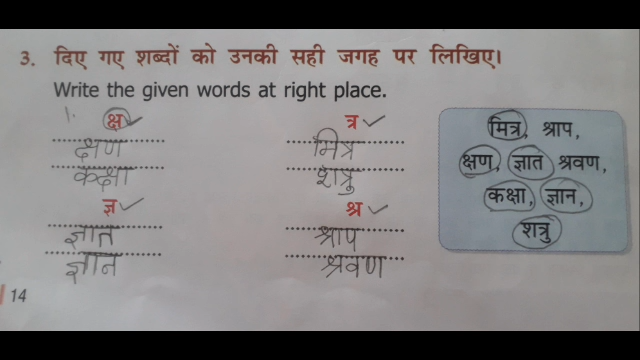 3. दिए गए शब्दों को उनकी सही जगह पर लिखिए।
Write the given words at right place.
1.
क्ष त्र
क्षण मित्र
कक्षा शत्रु
ज्ञ श्र
ज्ञात श्राप
ज्ञान श्रवण
मित्र, श्राप,
क्षण, ज्ञात श्रवण,
कक्षा, ज्ञान,
शत्रु
14